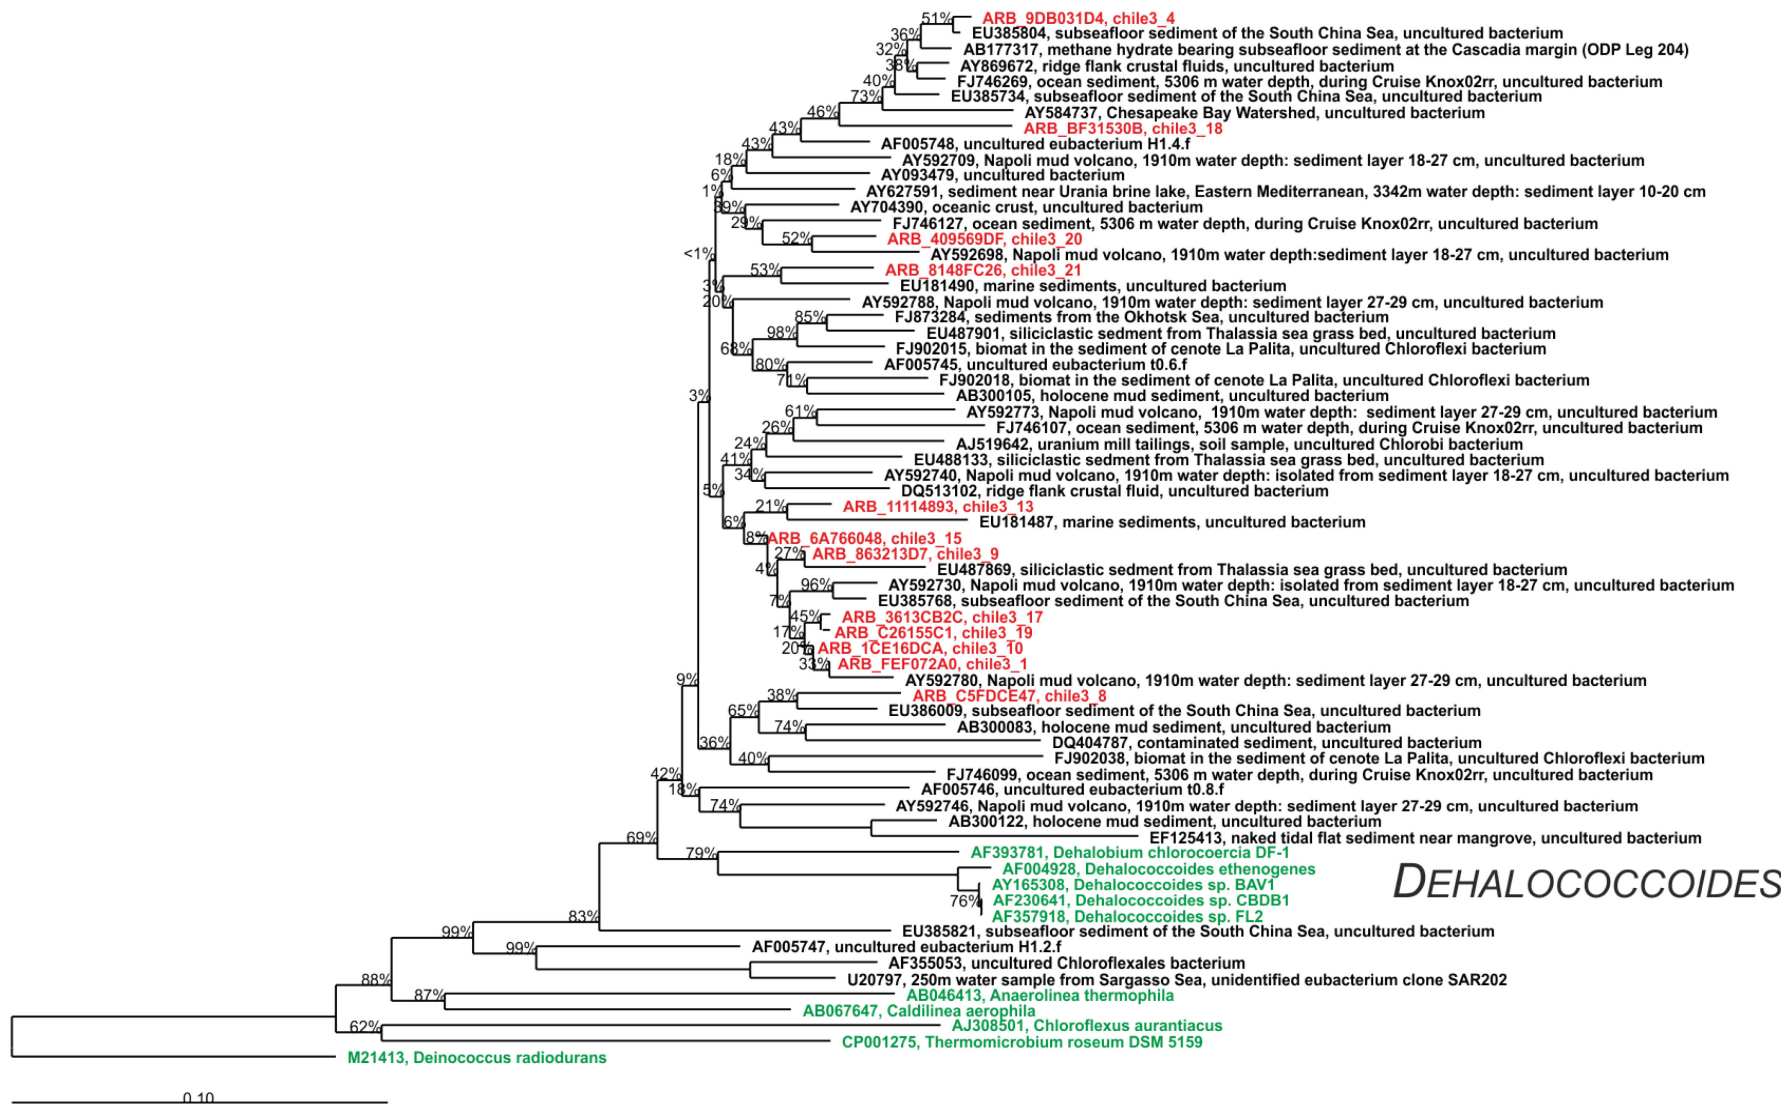 51% ARB_9DB031D4, chile3_4
36% EU385804, subseafloor sediment of the South China Sea, uncultured bacterium
32% AB177317, methane hydrate bearing subseafloor sediment at the Cascadia margin (ODP Leg 204)
38% AY869672, ridge flank crustal fluids, uncultured bacterium
40% FJ746269, ocean sediment, 5306 m water depth, during Cruise Knox02rr, uncultured bacterium
73% EU385734, subseafloor sediment of the South China Sea, uncultured bacterium
46% AY584737, Chesapeake Bay Watershed, uncultured bacterium
43% ARB_BF31530B, chile3_18
43% AF005748, uncultured eubacterium H1.4.f
18% AY592709, Napoli mud volcano, 1910m water depth: sediment layer 18-27 cm, uncultured bacterium
6% AY093479, uncultured bacterium
1% AY627591, sediment near Urania brine lake, Eastern Mediterranean, 3342m water depth: sediment layer 10-20 cm
39% AY704390, oceanic crust, uncultured bacterium
29% FJ746127, ocean sediment, 5306 m water depth, during Cruise Knox02rr, uncultured bacterium
52% ARB_409569DF, chile3_20
<1% AY592698, Napoli mud volcano, 1910m water depth:sediment layer 18-27 cm, uncultured bacterium
53% ARB_8148FC26, chile3_21
3% EU181490, marine sediments, uncultured bacterium
20% AY592788, Napoli mud volcano, 1910m water depth: sediment layer 27-29 cm, uncultured bacterium
85% FJ873284, sediments from the Okhotsk Sea, uncultured bacterium
98% EU487901, siliciclastic sedment from Thalassia sea grass bed, uncultured bacterium
68% FJ902015, biomat in the sediment of cenote La Palita, uncultured Chloroflexi bacterium
80% AF005745, uncultured eubacterium t0.6.f
71% FJ902018, biomat in the sediment of cenote La Palita, uncultured Chloroflexi bacterium
3% AB300105, holocene mud sediment, uncultured bacterium
61% AY592773, Napoli mud volcano, 1910m water depth: sediment layer 27-29 cm, uncultured bacterium
26% FJ746107, ocean sediment, 5306 m water depth, during Cruise Knox02rr, uncultured bacterium
24% AJ519642, uranium mill tailings, soil sample, uncultured Chlorobi bacterium
41% EU488133, siliciclastic sedment from Thalassia sea grass bed, uncultured bacterium
34% AY592740, Napoli mud volcano, 1910m water depth: isolated from sediment layer 18-27 cm, uncultured bacterium
5% DQ513102, ridge flank crustal fluid, uncultured bacterium
21% ARB_11114893, chile3_13
6% EU181487, marine sediments, uncultured bacterium
8% ARB_6A766048, chile3_15
27% ARB_863213D7, chile3_9
4% EU487869, siliciclastic sedment from Thalassia sea grass bed, uncultured bacterium
96% AY592730, Napoli mud volcano, 1910m water depth: isolated from sediment layer 18-27 cm, uncultured bacterium
7% EU385768, subseafloor sediment of the South China Sea, uncultured bacterium
45% ARB_3613CB2C, chile3_17
17% ARB_C26155C1, chile3_19
20% ARB_1CE16DCA, chile3_10
33% ARB_FEF072A0, chile3_1
9% AY592780, Napoli mud volcano, 1910m water depth: sediment layer 27-29 cm, uncultured bacterium
38% ARB_C5FDCE47, chile3_8
65% EU386009, subseafloor sediment of the South China Sea, uncultured bacterium
74% AB300083, holocene mud sediment, uncultured bacterium
36% DQ404787, contaminated sediment, uncultured bacterium
40% FJ902038, biomat in the sediment of cenote La Palita, uncultured Chloroflexi bacterium
42% FJ746099, ocean sediment, 5306 m water depth, during Cruise Knox02rr, uncultured bacterium
18% AF005746, uncultured eubacterium t0.8.f
74% AY592746, Napoli mud volcano, 1910m water depth: sediment layer 27-29 cm, uncultured bacterium
AB300122, holocene mud sediment, uncultured bacterium
69% EF125413, naked tidal flat sediment near mangrove, uncultured bacterium
79% AF393781, Dehalobium chlorocoercia DF-1
AF004928, Dehalococcoides ethenogenes
AY165308, Dehalococcoides sp. BAV1
DEHALOCOCCOIDES
76% AF230641, Dehalococcoides sp. CBDB1
83% AF357918, Dehalococcoides sp. FL2
99% EU385821, subseafloor sediment of the South China Sea, uncultured bacterium
99% AF005747, uncultured eubacterium H1.2.f
AF355053, uncultured Chloroflexales bacterium
88% U20797, 250m water sample from Sargasso Sea, unidentified eubacterium clone SAR202
87% AB046413, Anaerolinea thermophila
AB067647, Caldilinea aerophila
62% AJ308501, Chloroflexus aurantiacus
CP001275, Thermomicrobium roseum DSM 5159
M21413, Deinococcus radiodurans
0.10